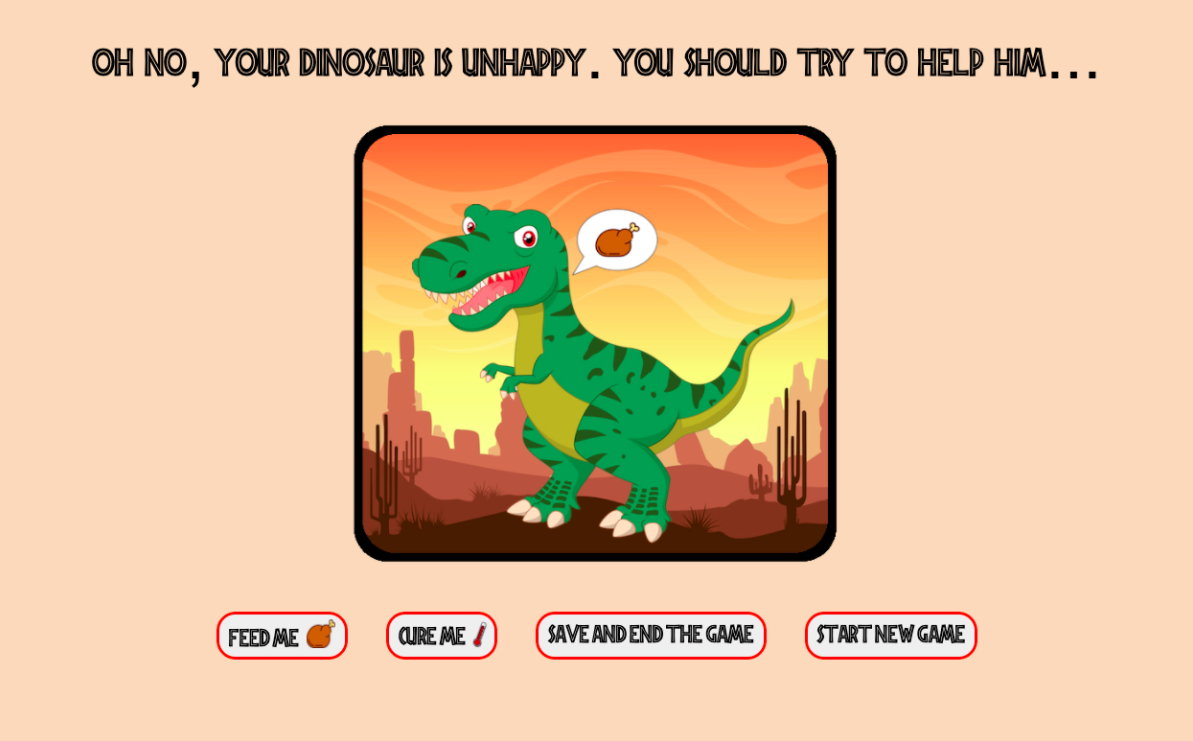 OH NO, YOUR DINOSAUR IS UNHAPPY. YOU SHOULD TRY TO HELP HIM...
FEED ME
CURE ME
SAVE AND END THE GAME
START NEW GAME